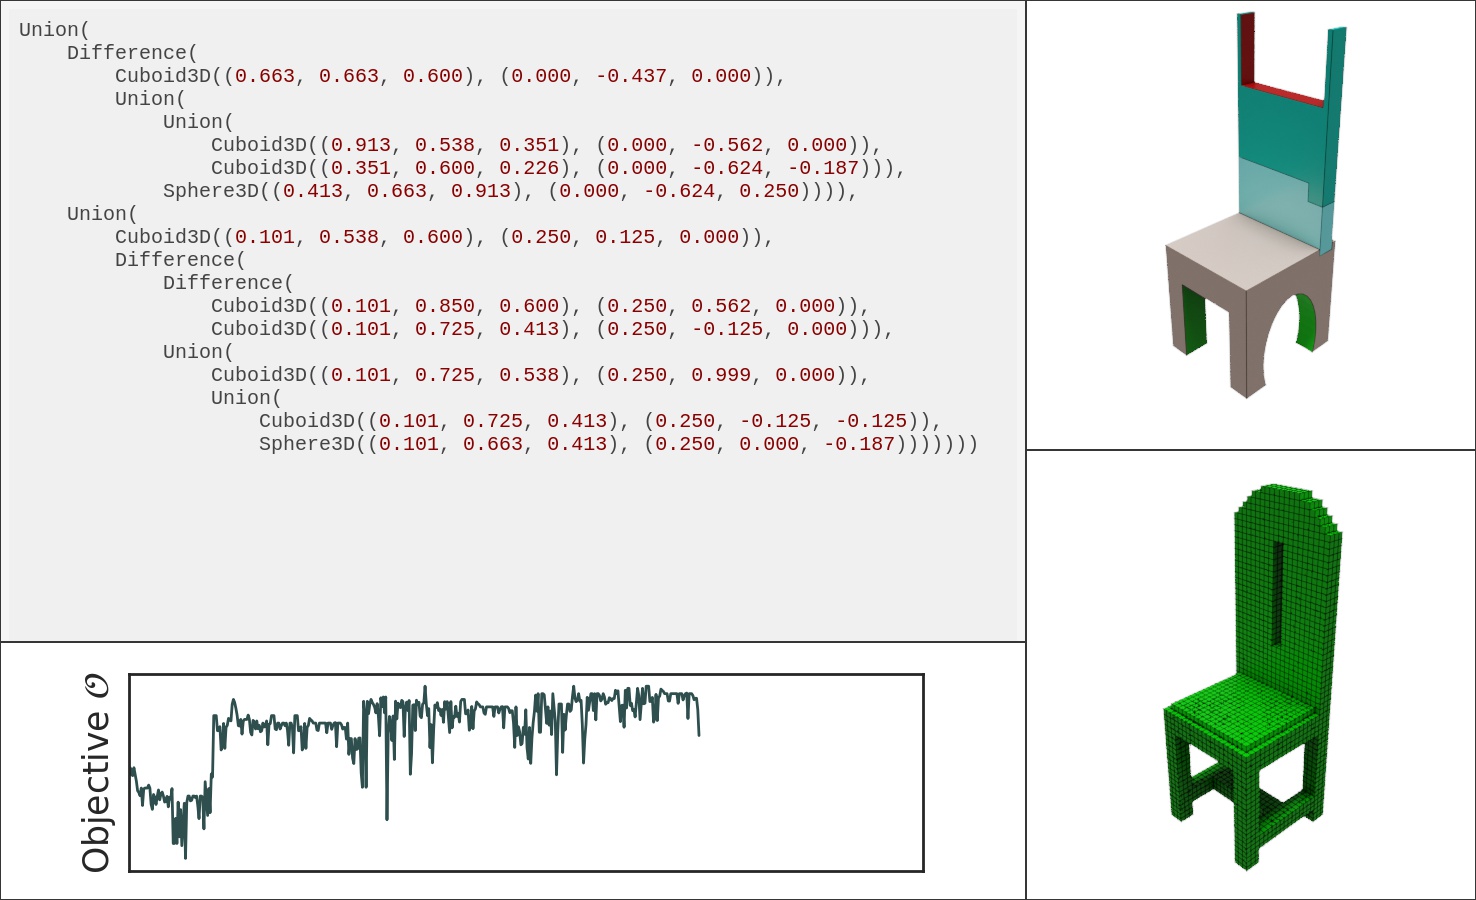 Union(
    Difference(
        Cuboid3D((0.663, 0.663, 0.600), (0.000, -0.437, 0.000)),
        Union(
            Union(
                Cuboid3D((0.913, 0.538, 0.351), (0.000, -0.562, 0.000)),
                Cuboid3D((0.351, 0.600, 0.226), (0.000, -0.624, -0.187))),
            Sphere3D((0.413, 0.663, 0.913), (0.000, -0.624, 0.250)))),
    Union(
        Cuboid3D((0.101, 0.538, 0.600), (0.250, 0.125, 0.000)),
        Difference(
            Difference(
                Cuboid3D((0.101, 0.850, 0.600), (0.250, 0.562, 0.000)),
                Cuboid3D((0.101, 0.725, 0.413), (0.250, -0.125, 0.000))),
            Union(
                Cuboid3D((0.101, 0.725, 0.538), (0.250, 0.999, 0.000)),
                Union(
                    Cuboid3D((0.101, 0.725, 0.413), (0.250, -0.125, -0.125)),
                    Sphere3D((0.101, 0.663, 0.413), (0.250, 0.000, -0.187)))))))
Objective 𝒪